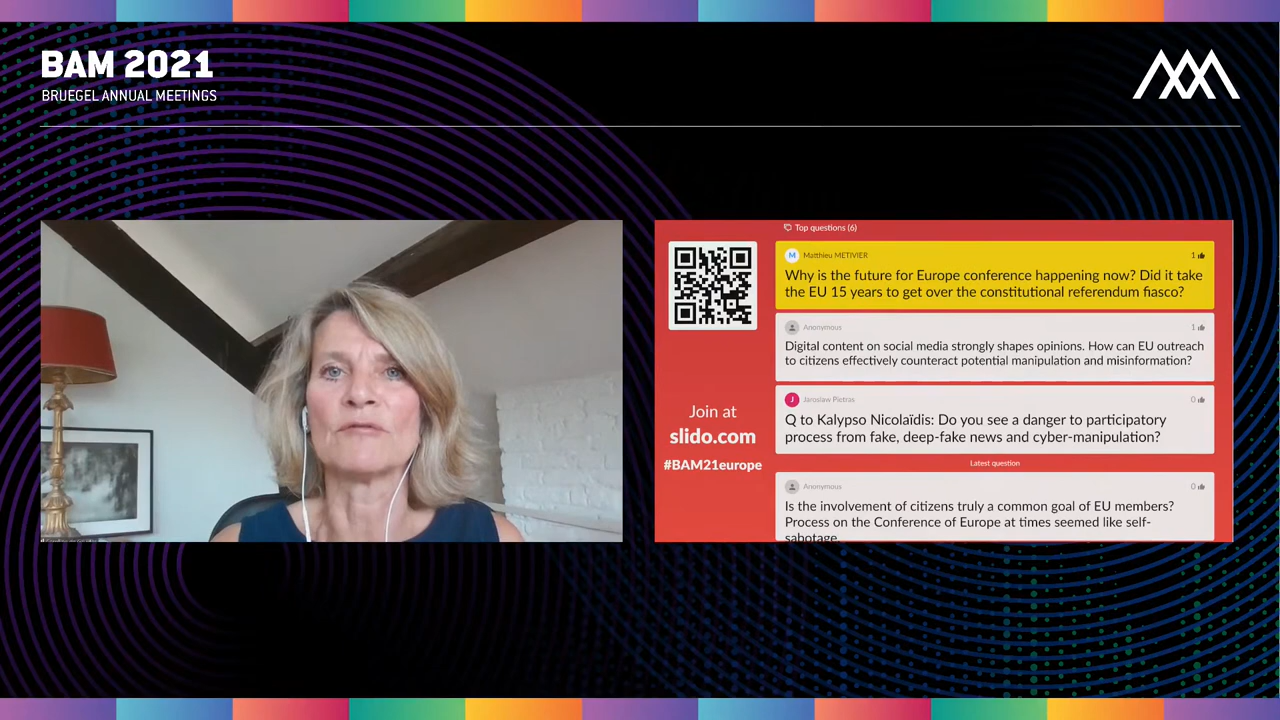 BAM 2021
BRUEGEL ANNUAL MEETINGS
Top questions (6)
M Matthieu METIVIER 1
Why is the future for Europe conference happening now? Did it take
the EU 15 years to get over the constitutional referendum fiasco?
Anonymous 1
Digital content on social media strongly shapes opinions. How can EU outreach
to citizens effectively counteract potential manipulation and misinformation?
J Jaroslaw Pietras 0
Q to Kalypso Nicolaïdis: Do you see a danger to participatory
process from fake, deep-fake news and cyber-manipulation?
Latest question
Anonymous 0
Is the involvement of citizens truly a common goal of EU members?
Process on the Conference of Europe at times seemed like self-
sabotage
Join at
slido.com
#BAM21europe